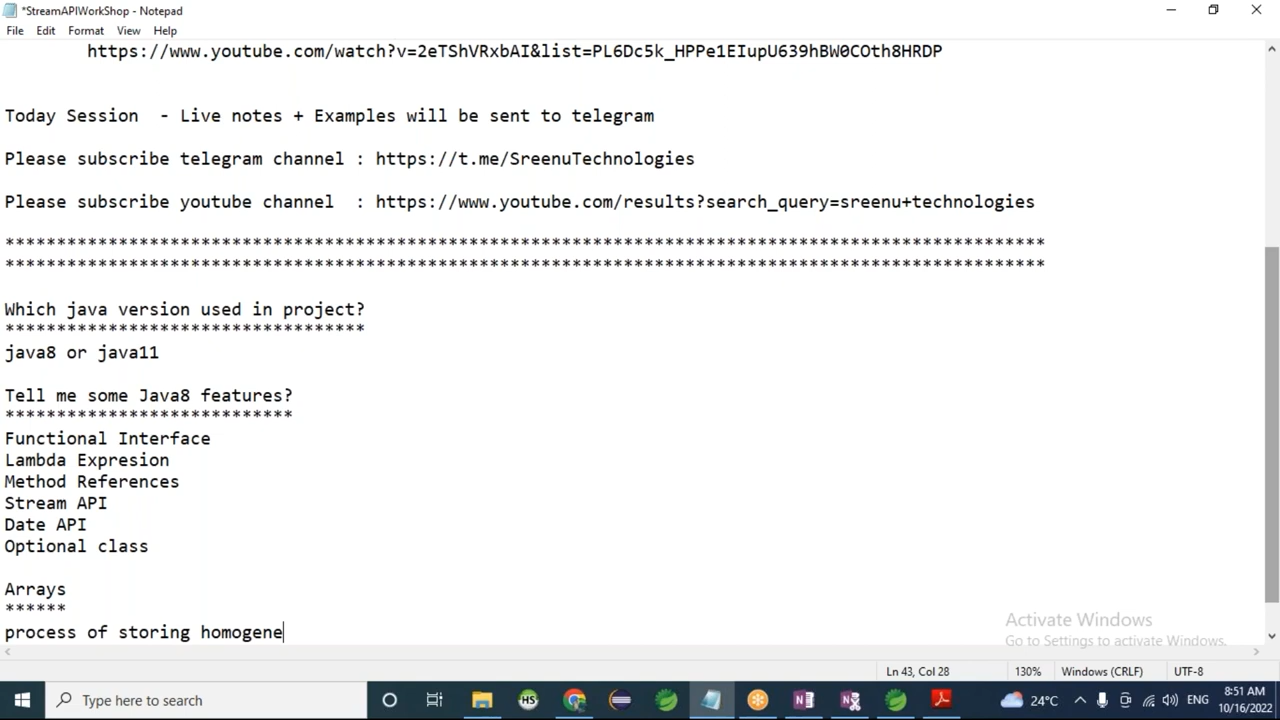 *StreamAPIWorkShop - Notepad
File Edit Format View Help
https://www.youtube.com/watch?v=2eTShVRxbAI&list=PL6Dc5k_HPPe1EIupU639hBW0COth8HRDP
Today Session - Live notes + Examples will be sent to telegram
Please subscribe telegram channel : https://t.me/SreenuTechnologies
Please subscribe youtube channel : https://www.youtube.com/results?search_query=sreenu+technologies
*****************************************************************************************************
*****************************************************************************************************
Which java version used in project?
***********************************
java8 or java11
Tell me some Java8 features?
****************************
Functional Interface
Lambda Expresion
Method References
Stream API
Date API
Optional class
Arrays
******
process of storing homogene
Activate Windows
Go to Settings to activate Windows.
Ln 43, Col 28 130% Windows (CRLF) UTF-8
Type here to search
HS
24°C
ENG
8:51 AM
10/16/2022